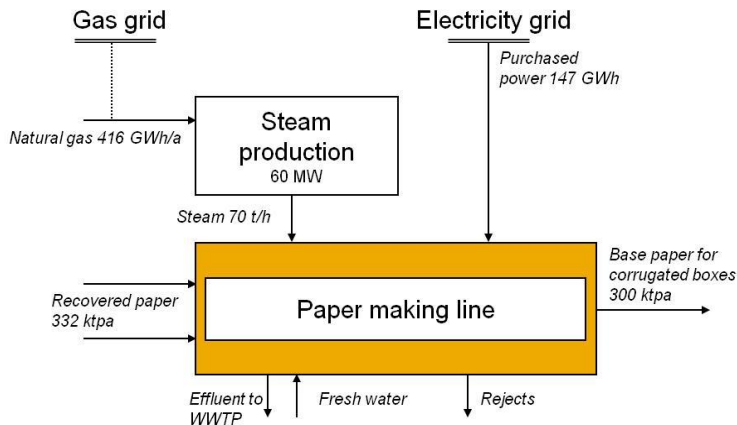 Gas grid
Electricity grid
Purchased
power 147 GWh
Natural gas 416 GWh/a
Steam
production
60 MW
Steam 70 t/h
Base paper for
corrugated boxes
300 ktpa
Recovered paper
332 ktpa
Paper making line
Effluent to
WWTP
Fresh water
Rejects